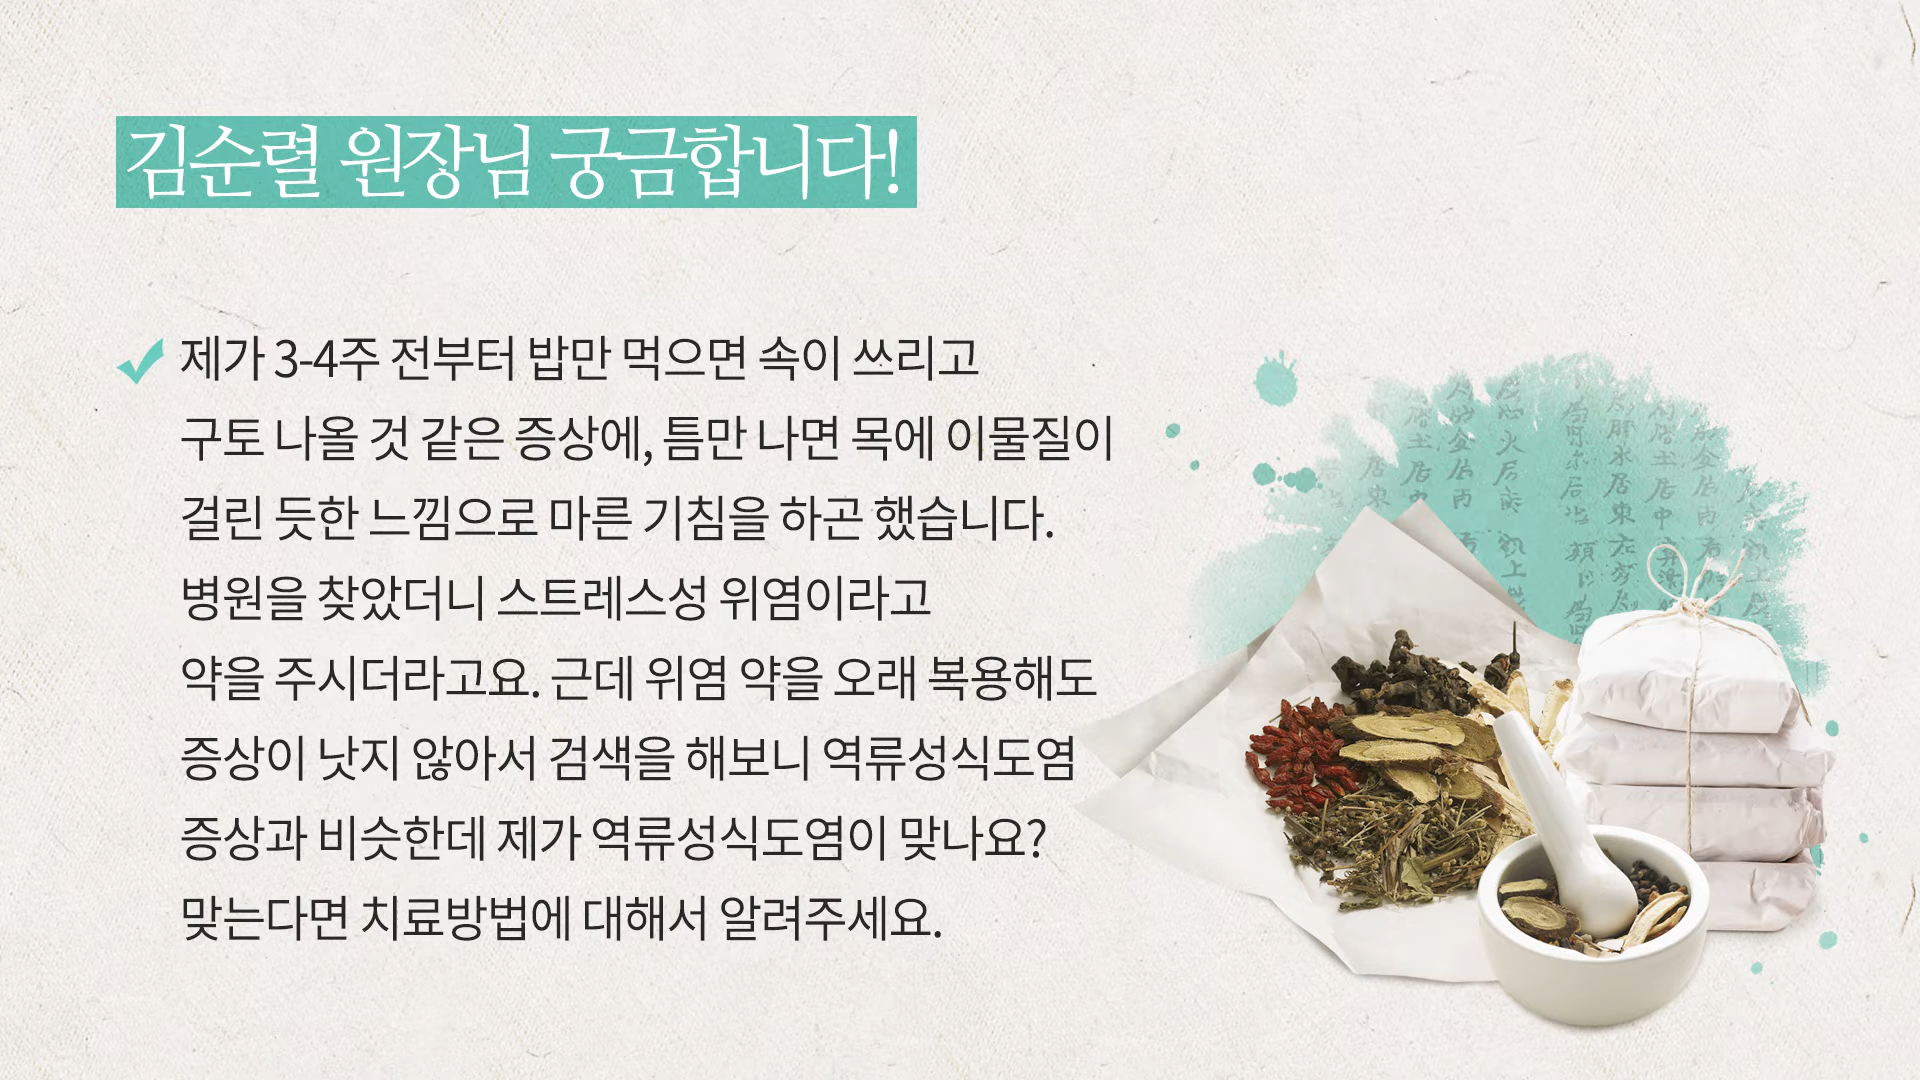 김순렬 원장님 궁금합니다!
제가 3-4주 전부터 밥만 먹으면 속이 쓰리고
구토 나올 것 같은 증상에, 틈만 나면 목에 이물질이
걸린 듯한 느낌으로 마른 기침을 하곤 했습니다.
병원을 찾았더니 스트레스성 위염이라고
약을 주시더라고요. 근데 위염 약을 오래 복용해도
증상이 낫지 않아서 검색을 해보니 역류성식도염
증상과 비슷한데 제가 역류성식도염이 맞나요?
맞는다면 치료방법에 대해서 알려주세요.